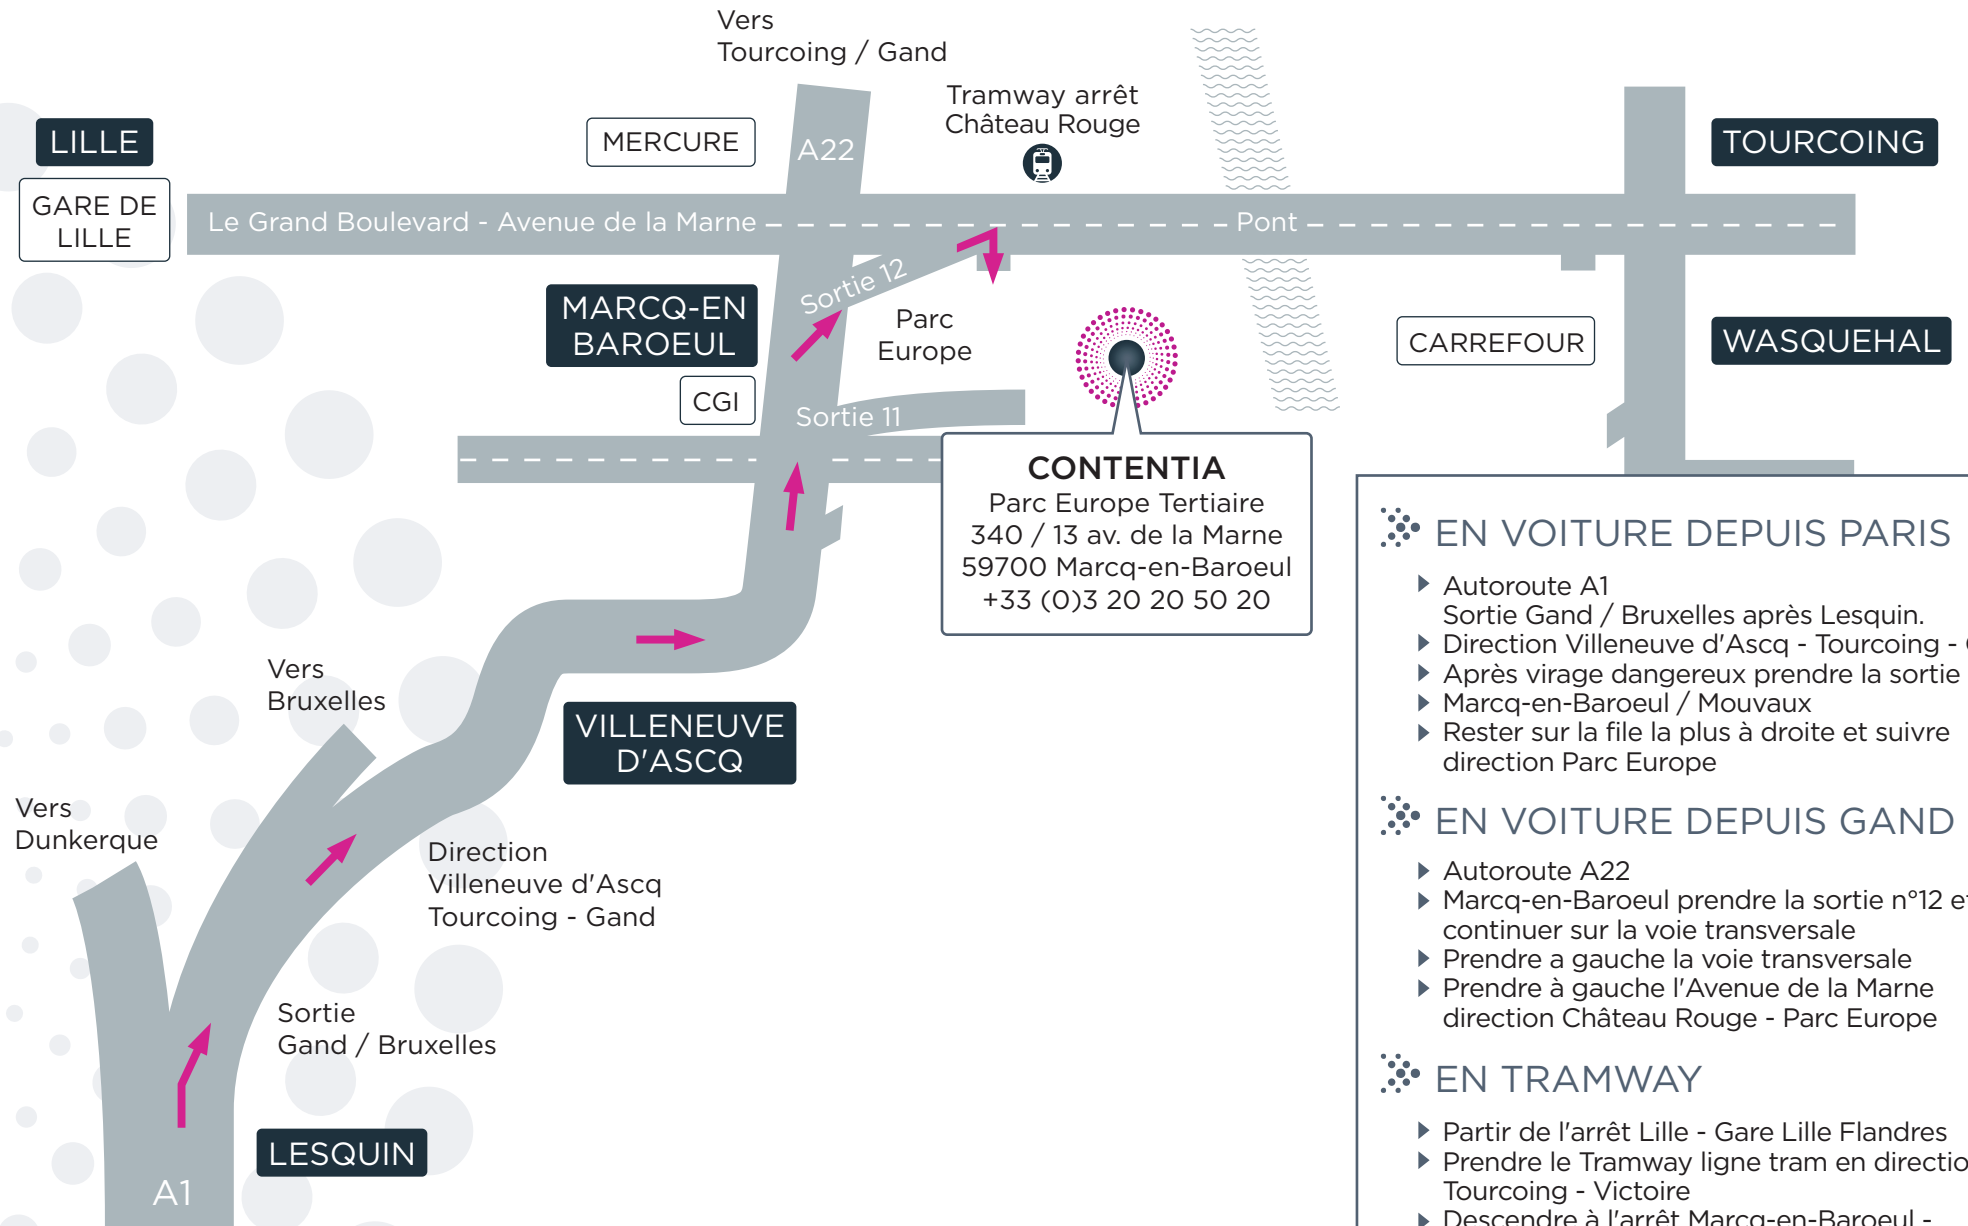 Vers
Tourcoing / Gand
Tramway arrêt
Château Rouge
LILLE
MERCURE
A22
TOURCOING
GARE DE
LILLE
Le Grand Boulevard - Avenue de la Marne
Pont
Sortie 12
MARCQ-EN
BAROEUL
Parc
Europe
CARREFOUR
WASQUEHAL
CGI
Sortie 11
CONTENTIA
Parc Europe Tertiaire
340 / 13 av. de la Marne
59700 Marcq-en-Baroeul
+33 (0)3 20 20 50 20
Vers
Bruxelles
VILLENEUVE
D'ASCQ
Vers
Dunkerque
Direction
Villeneuve d'Ascq
Tourcoing - Gand
Sortie
Gand / Bruxelles
LESQUIN
A1
EN VOITURE DEPUIS PARIS
Autoroute A1
Sortie Gand / Bruxelles après Lesquin.
Direction Villeneuve d'Ascq - Tourcoing -
Après virage dangereux prendre la sortie
Marcq-en-Baroeul / Mouvaux
Rester sur la file la plus à droite et suivre
direction Parc Europe
EN VOITURE DEPUIS GAND
Autoroute A22
Marcq-en-Baroeul prendre la sortie n°12 et
continuer sur la voie transversale
Prendre a gauche la voie transversale
Prendre à gauche l'Avenue de la Marne
direction Château Rouge - Parc Europe
EN TRAMWAY
Partir de l'arrêt Lille - Gare Lille Flandres
Prendre le Tramway ligne tram en directio
Tourcoing - Victoire
Descendre à l'arrêt Marcq-en-Baroeul -